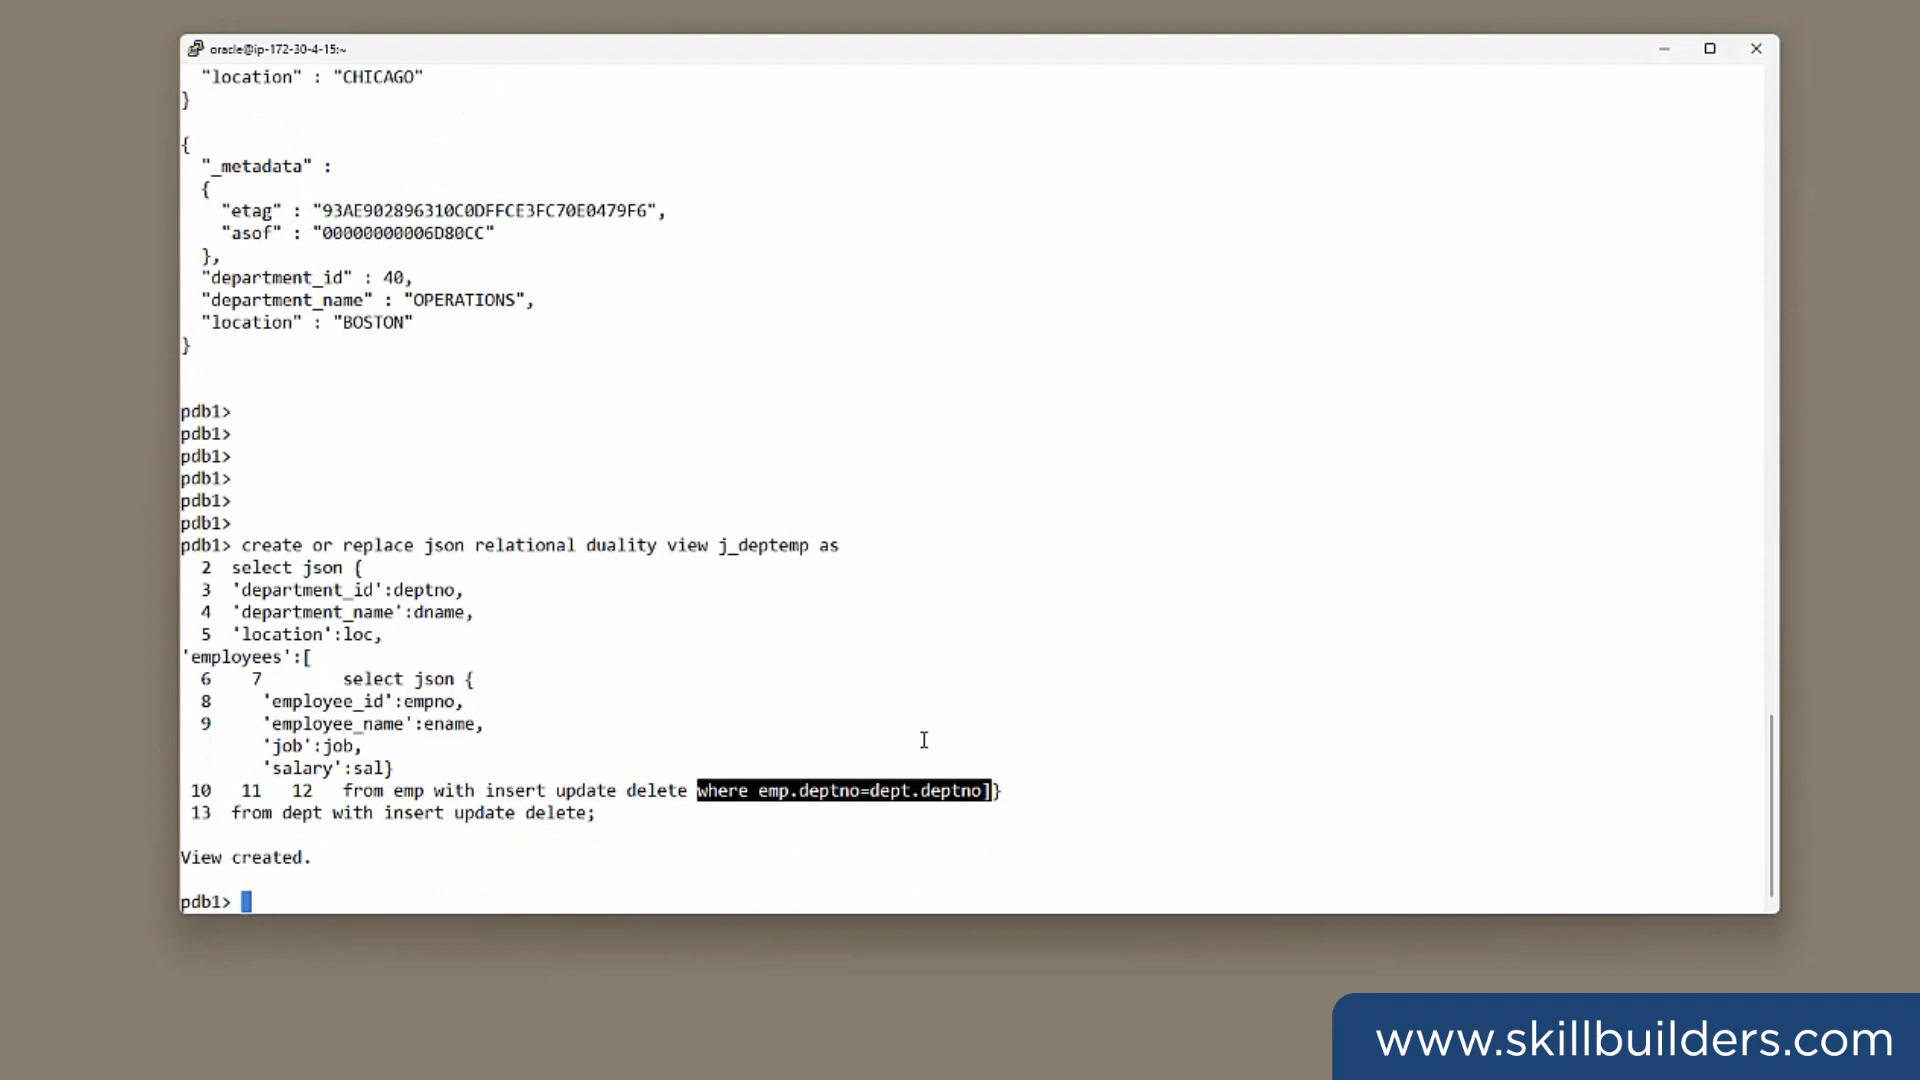 oracle@ip-172-30-4-15:~
"location" : "CHICAGO"
}
{
"_metadata" :
{
"etag" : "93AE902896310C0DFFCE3FC70E0479F6",
"asof" : "00000000006D80CC"
},
"department_id" : 40,
"department_name" : "OPERATIONS",
"location" : "BOSTON"
}
pdb1>
pdb1>
pdb1>
pdb1>
pdb1>
pdb1>
pdb1> create or replace json relational duality view j_deptemp as
2 select json {
3 'department_id':deptno,
4 'department_name':dname,
5 'location':loc,
'employees':[
6 7 select json {
8 'employee_id':empno,
9 'employee_name':ename,
'job':job,
'salary':sal}
10 11 12 from emp with insert update delete where emp.deptno=dept.deptno]}
13 from dept with insert update delete;
View created.
pdb1>
www.skillbuilders.com